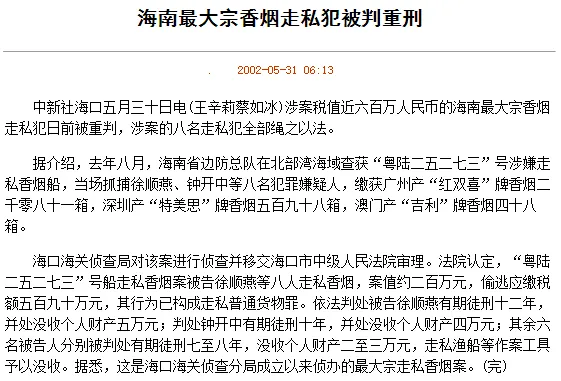 海南最大宗香烟走私犯被判重刑
.    2002-05-31 06:13
中新社海口五月三十日电(王辛莉蔡如冰)涉案税值近六百万人民币的海南最大宗香烟
走私犯日前被重判，涉案的八名走私犯全部绳之以法。
据介绍，去年八月，海南省边防总队在北部湾海域查获“粤陆二五二七三”号涉嫌走
私香烟船，当场抓捕徐顺燕、钟开中等八名犯罪嫌疑人，缴获广州产“红双喜”牌香烟二
千零八十一箱，深圳产“特美思”牌香烟五百九十八箱，澳门产“吉利”牌香烟四十八
箱。
海口海关侦查局对该案进行侦查并移交海口市中级人民法院审理。法院认定，“粤陆
二五二七三”号船走私香烟案被告徐顺燕等八人走私香烟，案值约二百万元，偷逃应缴税
额五百九十万元，其行为已构成走私普通货物罪。依法判处被告徐顺燕有期徒刑十二年，
并处没收个人财产五万元；判处钟开中有期徒刑十年，并处没收个人财产四万元；其余六
名被告人分别被判处有期徒刑七至八年，没收个人财产二至三万元，走私渔船等作案工具
予以没收。据悉，这是海口海关侦查分局成立以来侦办的最大宗走私香烟案。(完)